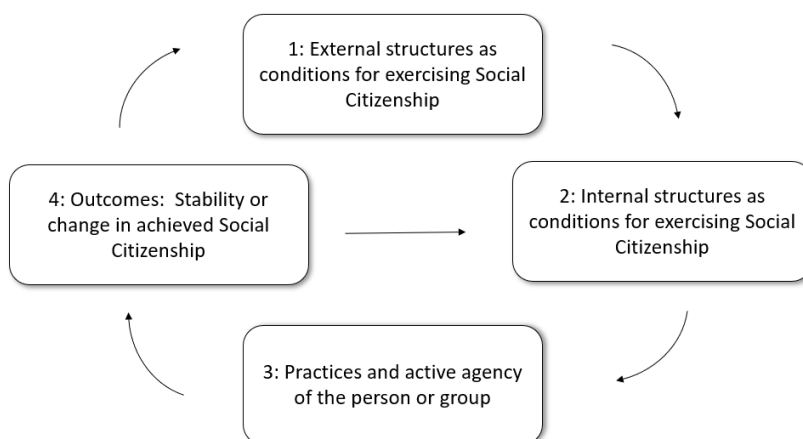 1: External structures as
conditions for exercising Social
Citizenship
4: Outcomes: Stability or
change in achieved Social
Citizenship
2: Internal structures as
conditions for exercising Social
Citizenship
3: Practices and active agency
of the person or group